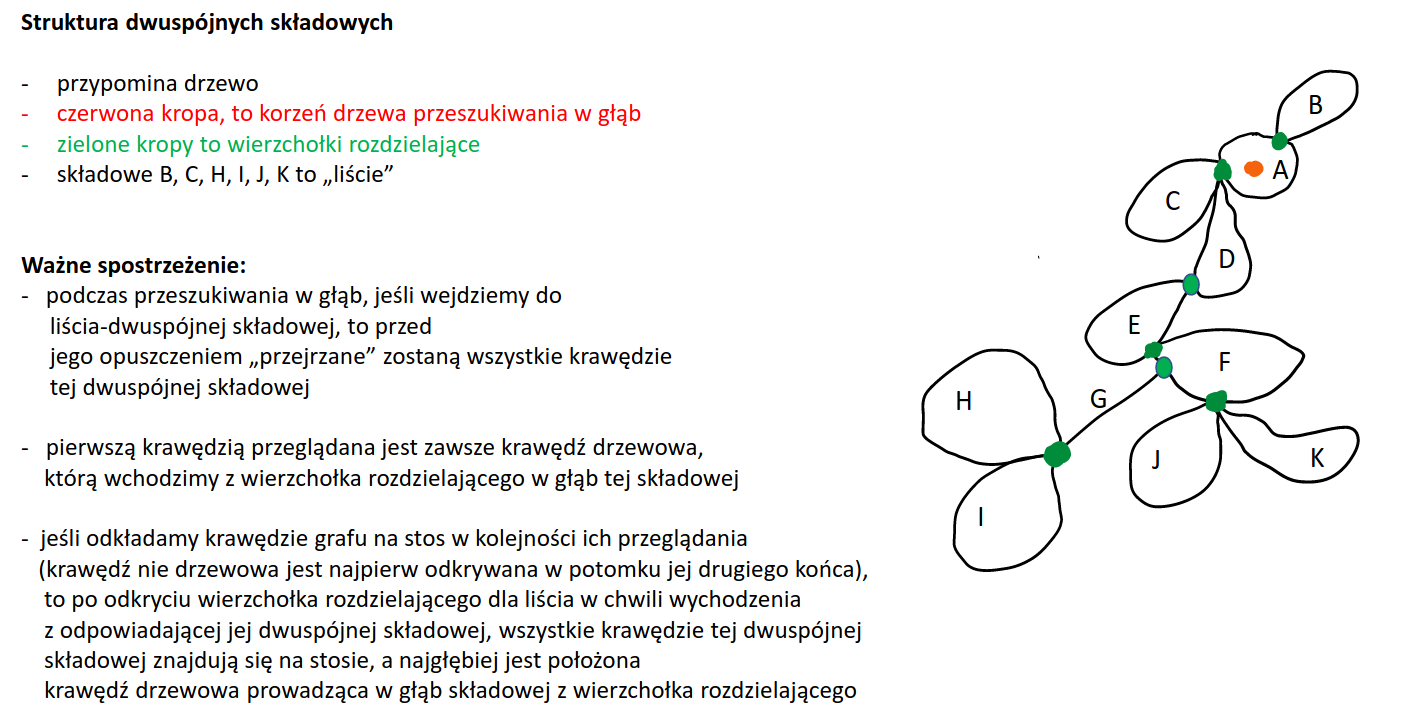 Struktura dwuspójnych składowych
- przypomina drzewo
- czerwona kropa, to korzeń drzewa przeszukiwania w głąb
- zielone kropy to wierzchołki rozdzielające
- składowe B, C, H, I, J, K to „liście”
Ważne spostrzeżenie:
- podczas przeszukiwania w głąb, jeśli wejdziemy do
liścia-dwuspójnej składowej, to przed
jego opuszczeniem „przejrzane” zostaną wszystkie krawędzie
tej dwuspójnej składowej
- pierwszą krawędzią przeglądana jest zawsze krawędź drzewowa,
którą wchodzimy z wierzchołka rozdzielającego w głąb tej składowej
- jeśli odkładamy krawędzie grafu na stos w kolejności ich przeglądania
(krawędź nie drzewowa jest najpierw odkrywana w potomku jej drugiego końca),
to po odkryciu wierzchołka rozdzielającego dla liścia w chwili wychodzenia
z odpowiadającej jej dwuspójnej składowej, wszystkie krawędzie tej dwuspójnej
składowej znajdują się na stosie, a najgłębiej jest położona
krawędź drzewowa prowadząca w głąb składowej z wierzchołka rozdzielającego
B
A
C
D
E
F
H
G
J
K
I